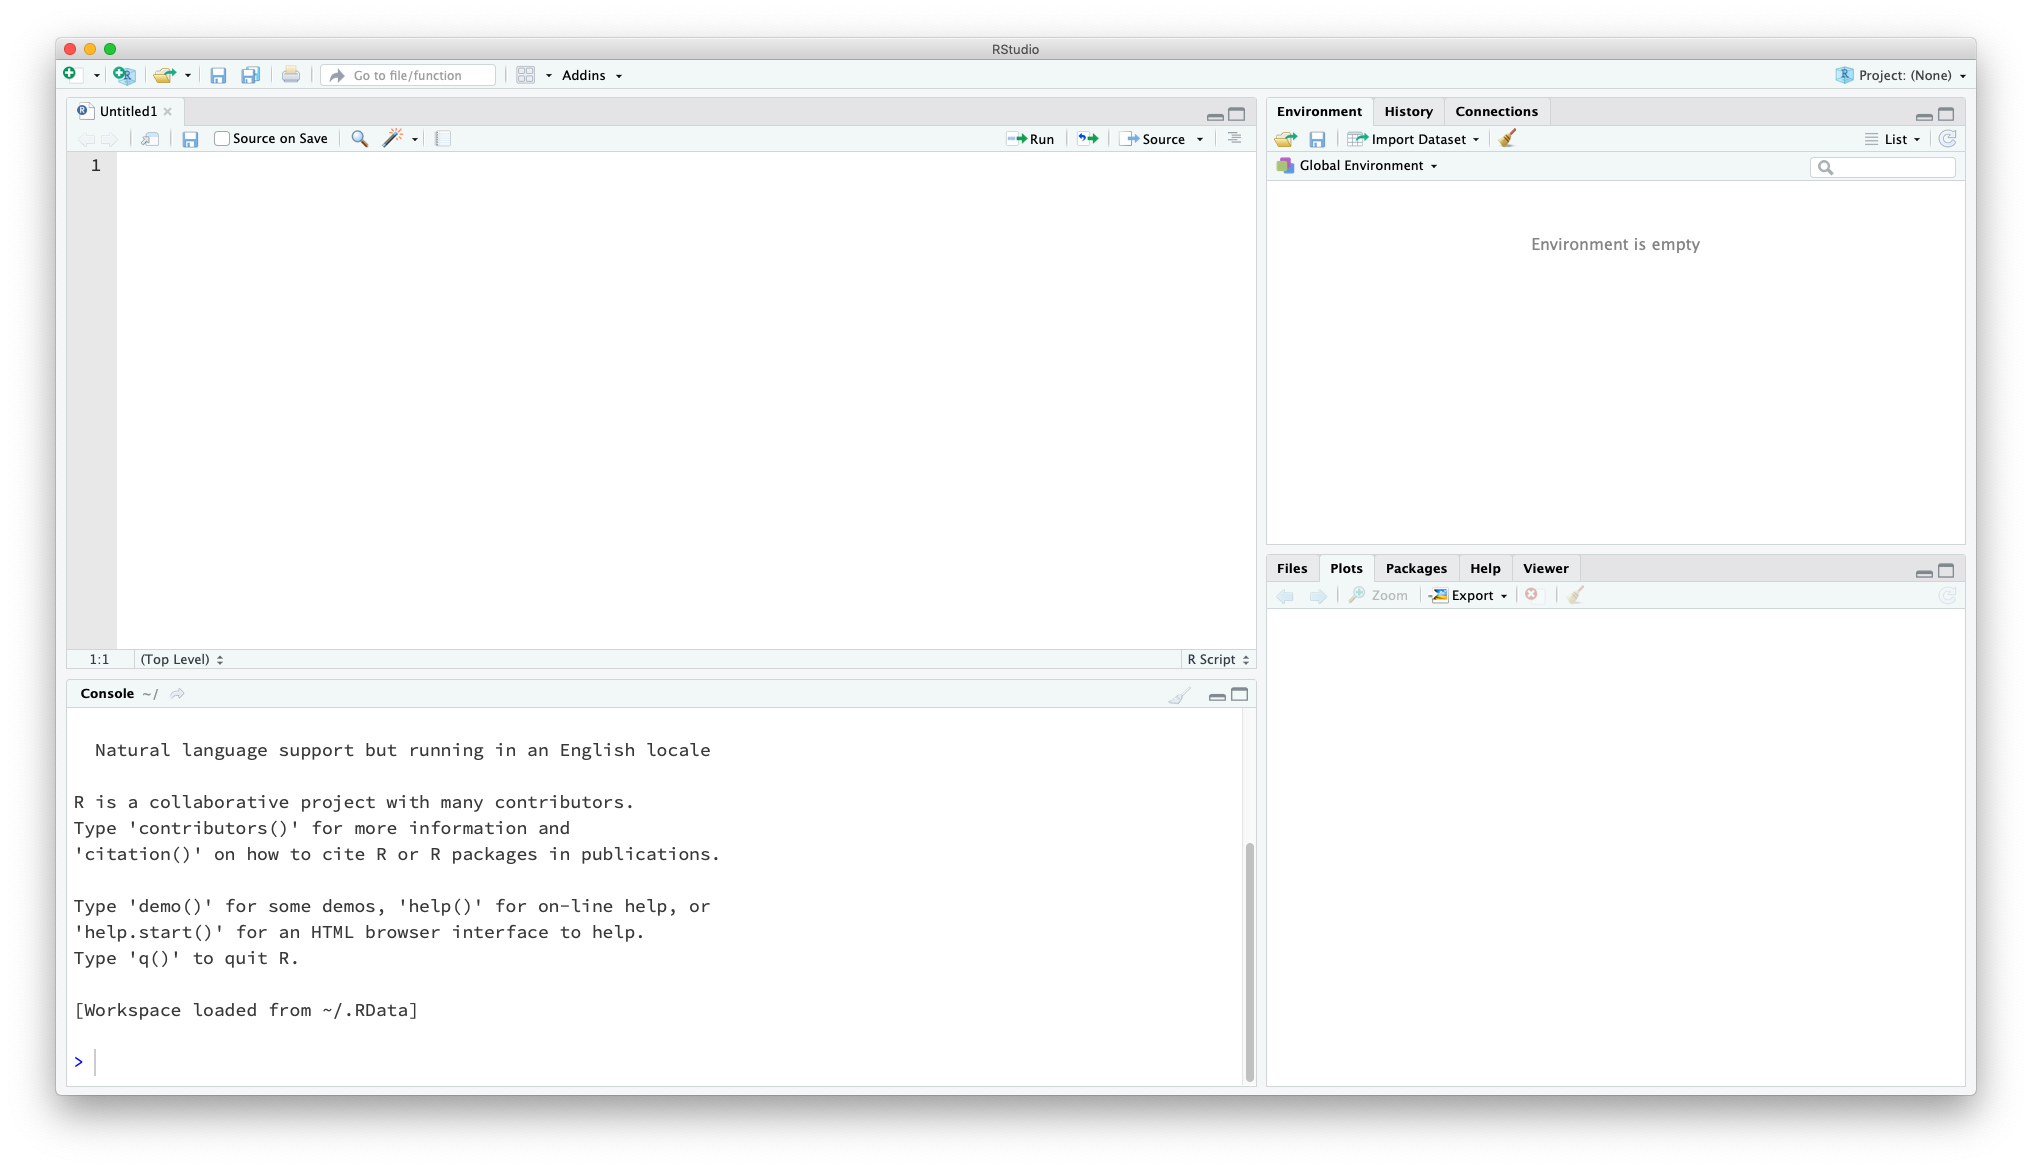 RStudio
Go to file/function
Addins
Project: (None)
Untitled1
Source on Save
Run
Source
1
1:1
(Top Level)
R Script
Console ~/
Natural language support but running in an English locale
R is a collaborative project with many contributors.
Type 'contributors()' for more information and
'citation()' on how to cite R or R packages in publications.
Type 'demo()' for some demos, 'help()' for on-line help, or
'help.start()' for an HTML browser interface to help.
Type 'q()' to quit R.
[Workspace loaded from ~/.RData]
>
Environment History Connections
Import Dataset
List
Global Environment
Environment is empty
Files Plots Packages Help Viewer
Zoom Export